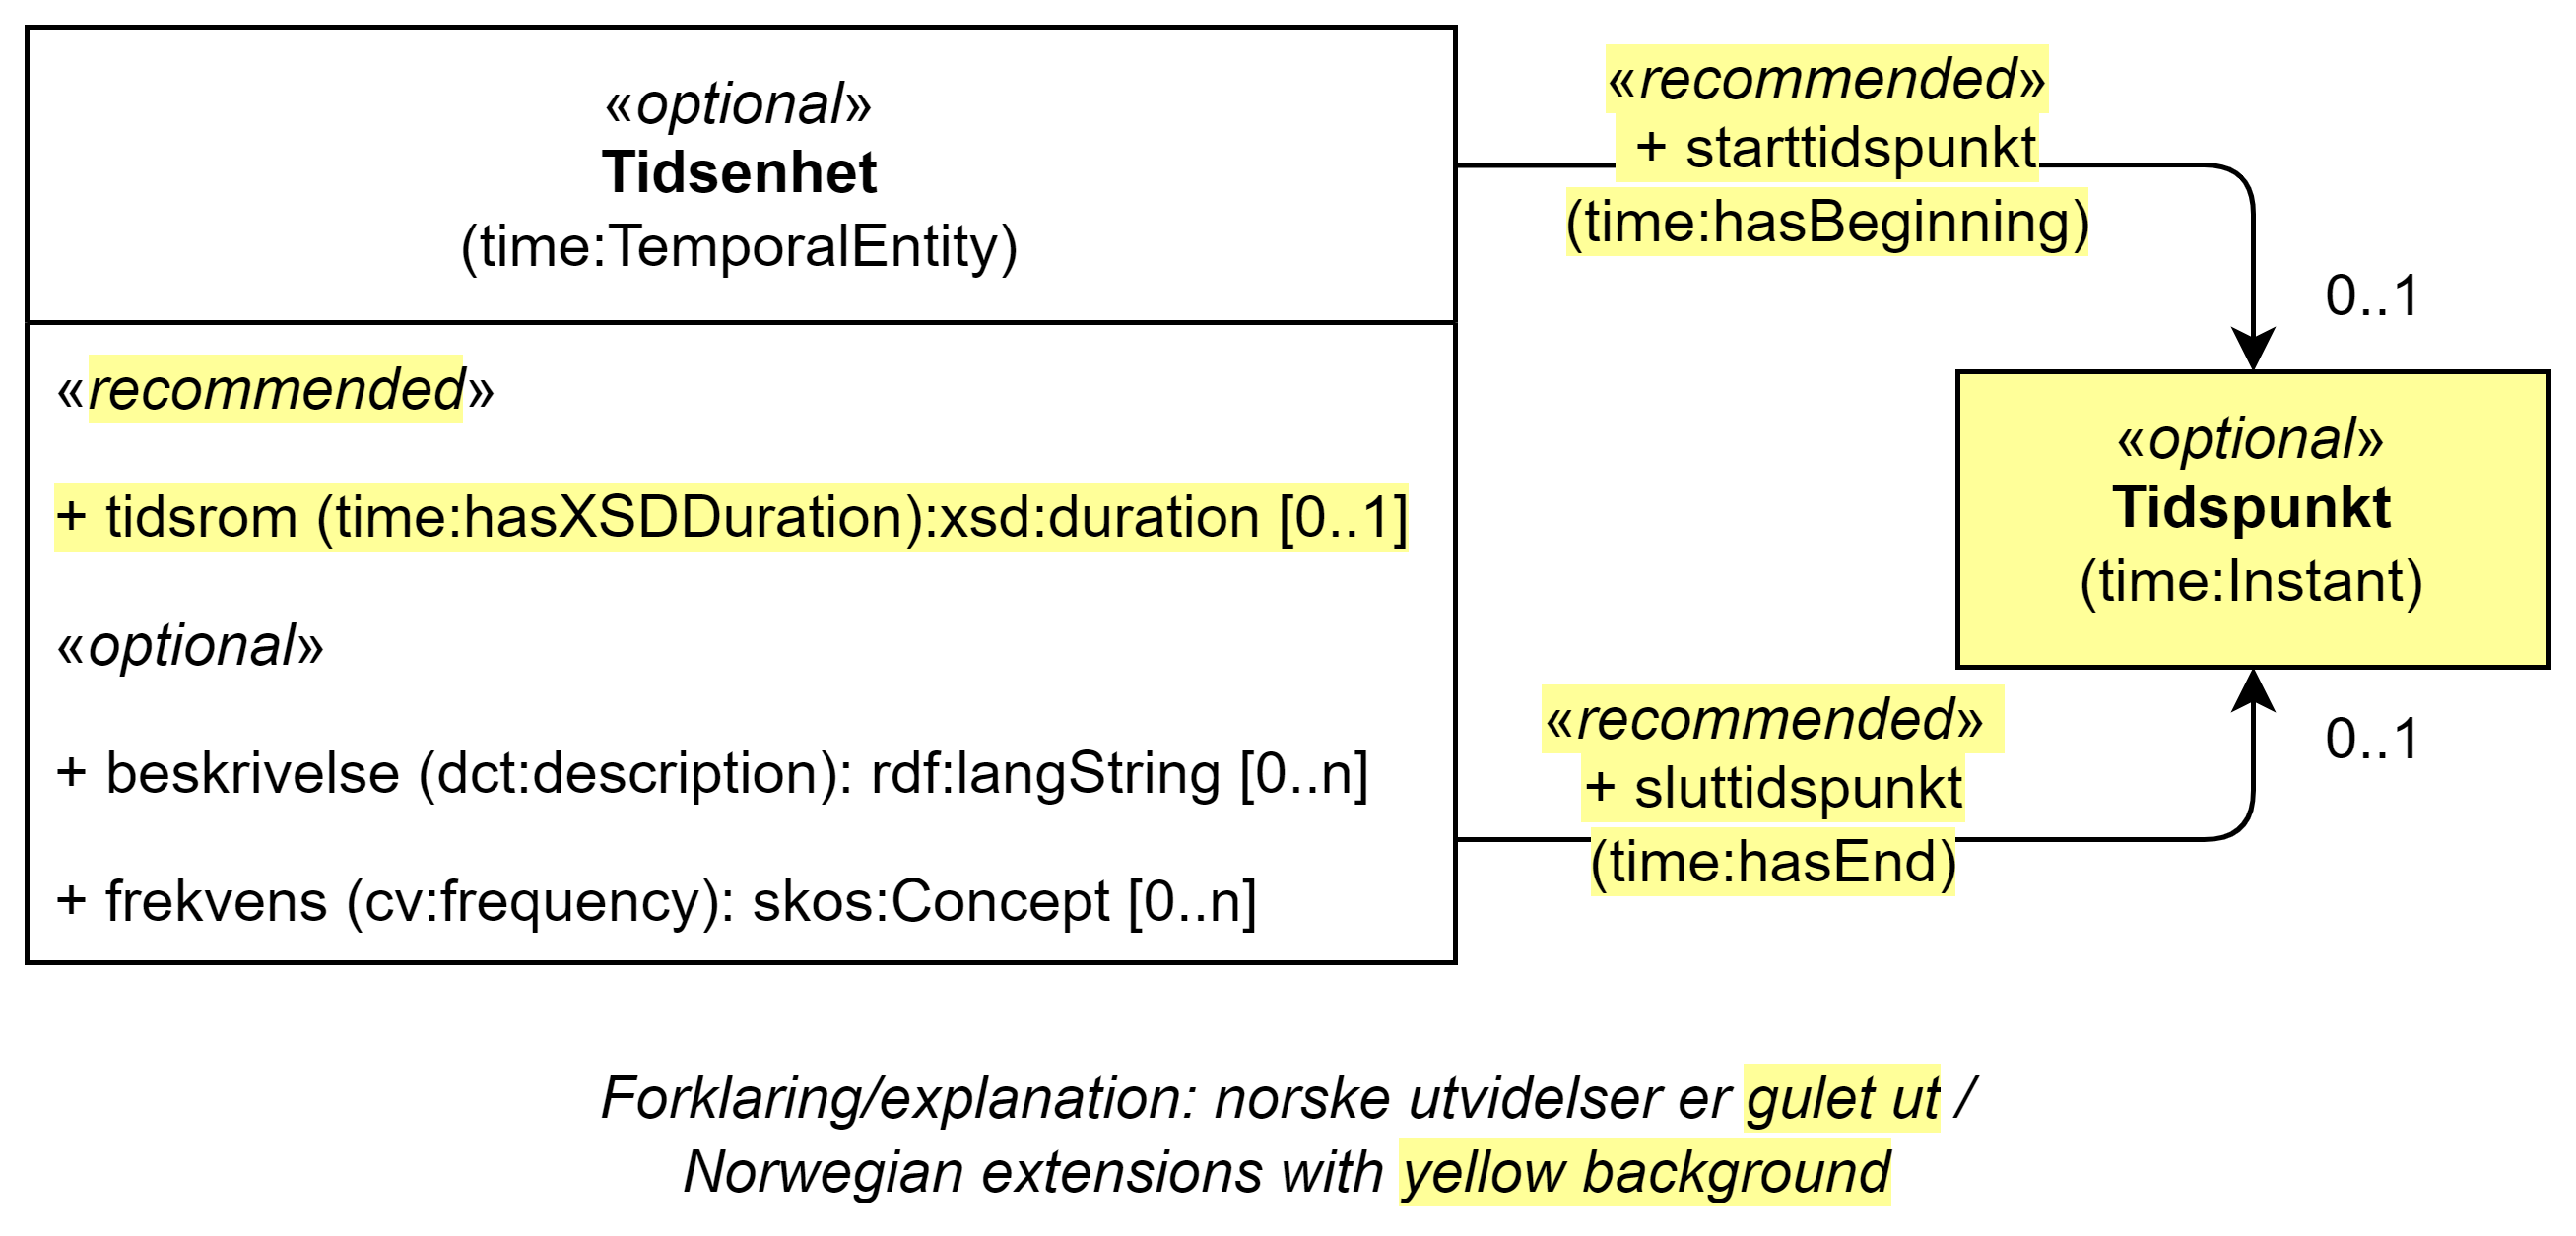 «optional»
Tidsenhet
(time:TemporalEntity)
«recommended»
+ tidsrom (time:hasXSDDuration):xsd:duration [0..1]
«optional»
+ beskrivelse (dct:description): rdf:langString [0..n]
+ frekvens (cv:frequency): skos:Concept [0..n]
«recommended»
+ starttidspunkt
(time:hasBeginning)
0..1
«optional»
Tidspunkt
(time:Instant)
«recommended»
+ sluttidspunkt
(time:hasEnd)
0..1
Forklaring/explanation: norske utvidelser er gulet ut /
Norwegian extensions with yellow background